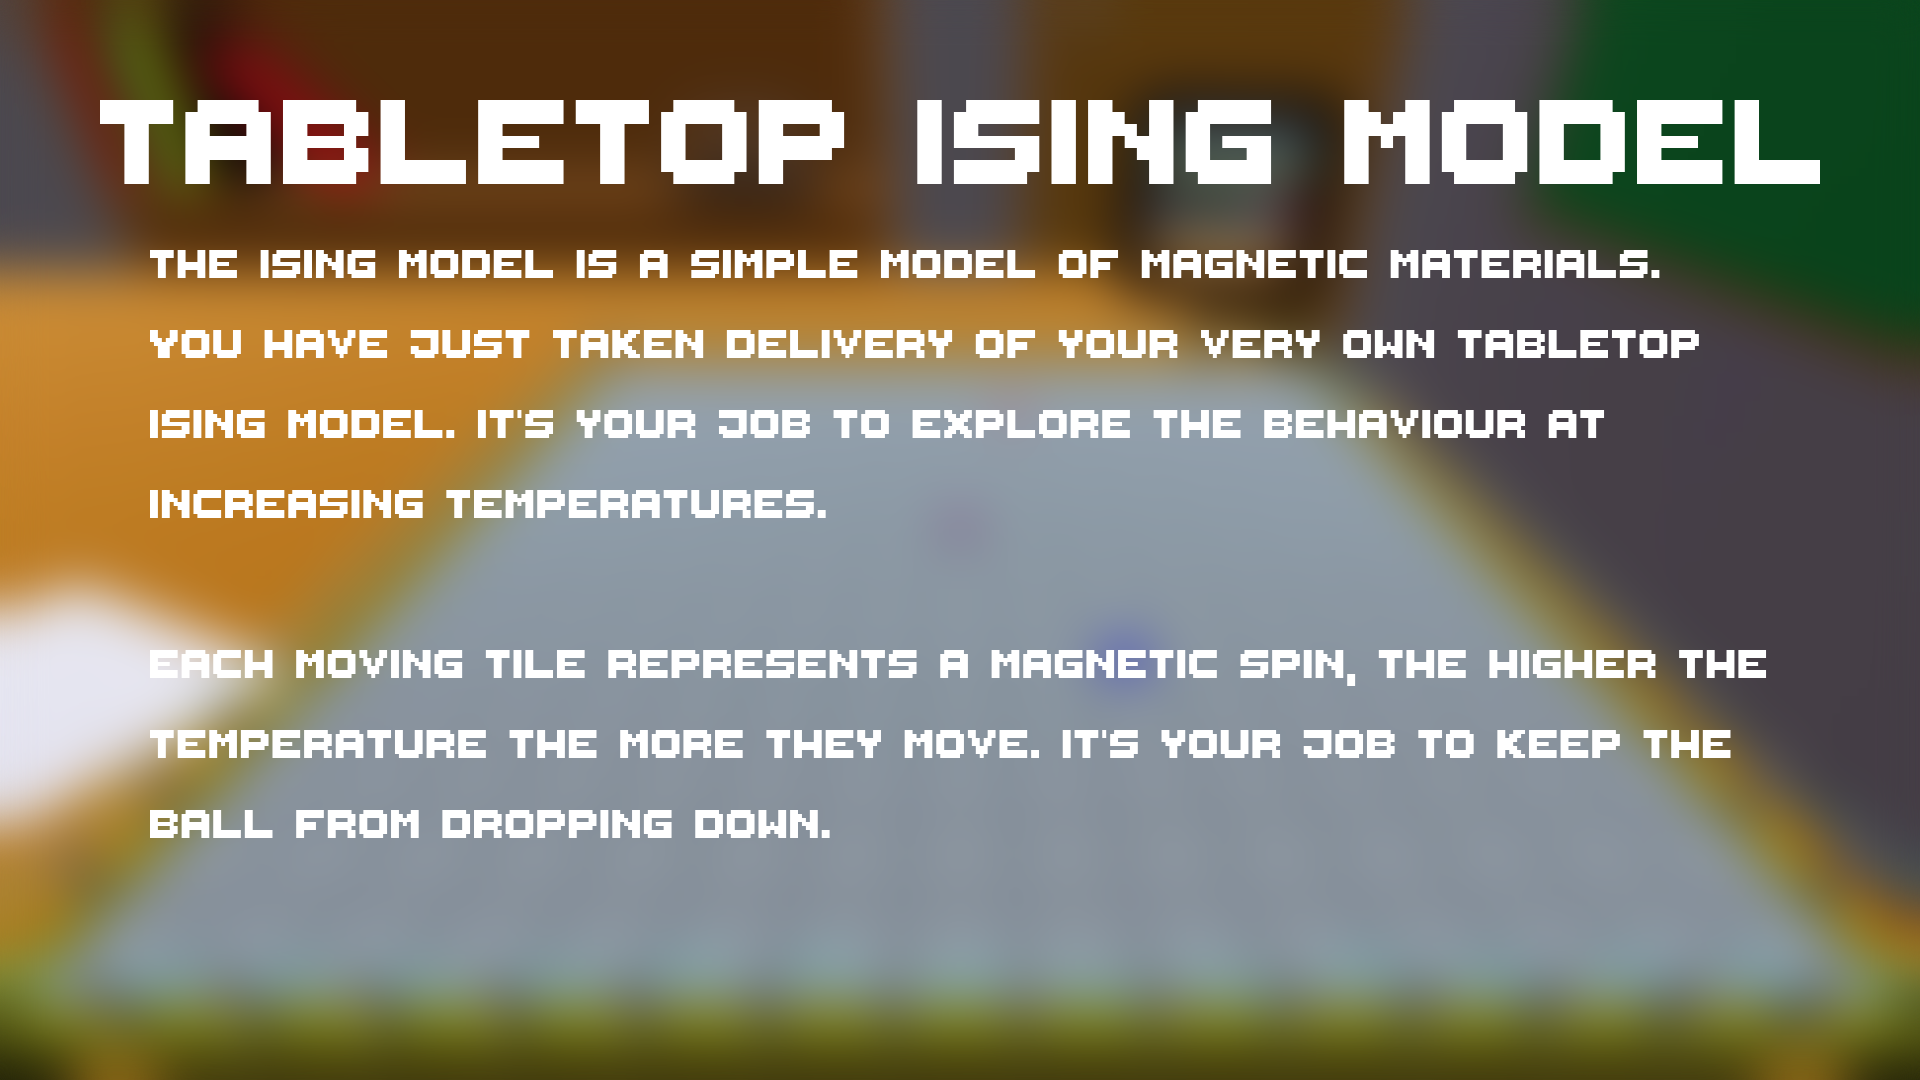 TABLETOP ISING MODEL
THE ISING MODEL IS A SIMPLE MODEL OF MAGNETIC MATERIALS.
YOU HAVE JUST TAKEN DELIVERY OF YOUR VERY OWN TABLETOP
ISING MODEL. IT'S YOUR JOB TO EXPLORE THE BEHAVIOUR AT
INCREASING TEMPERATURES.
EACH MOVING TILE REPRESENTS A MAGNETIC SPIN, THE HIGHER THE
TEMPERATURE THE MORE THEY MOVE. IT'S YOUR JOB TO KEEP THE
BALL FROM DROPPING DOWN.